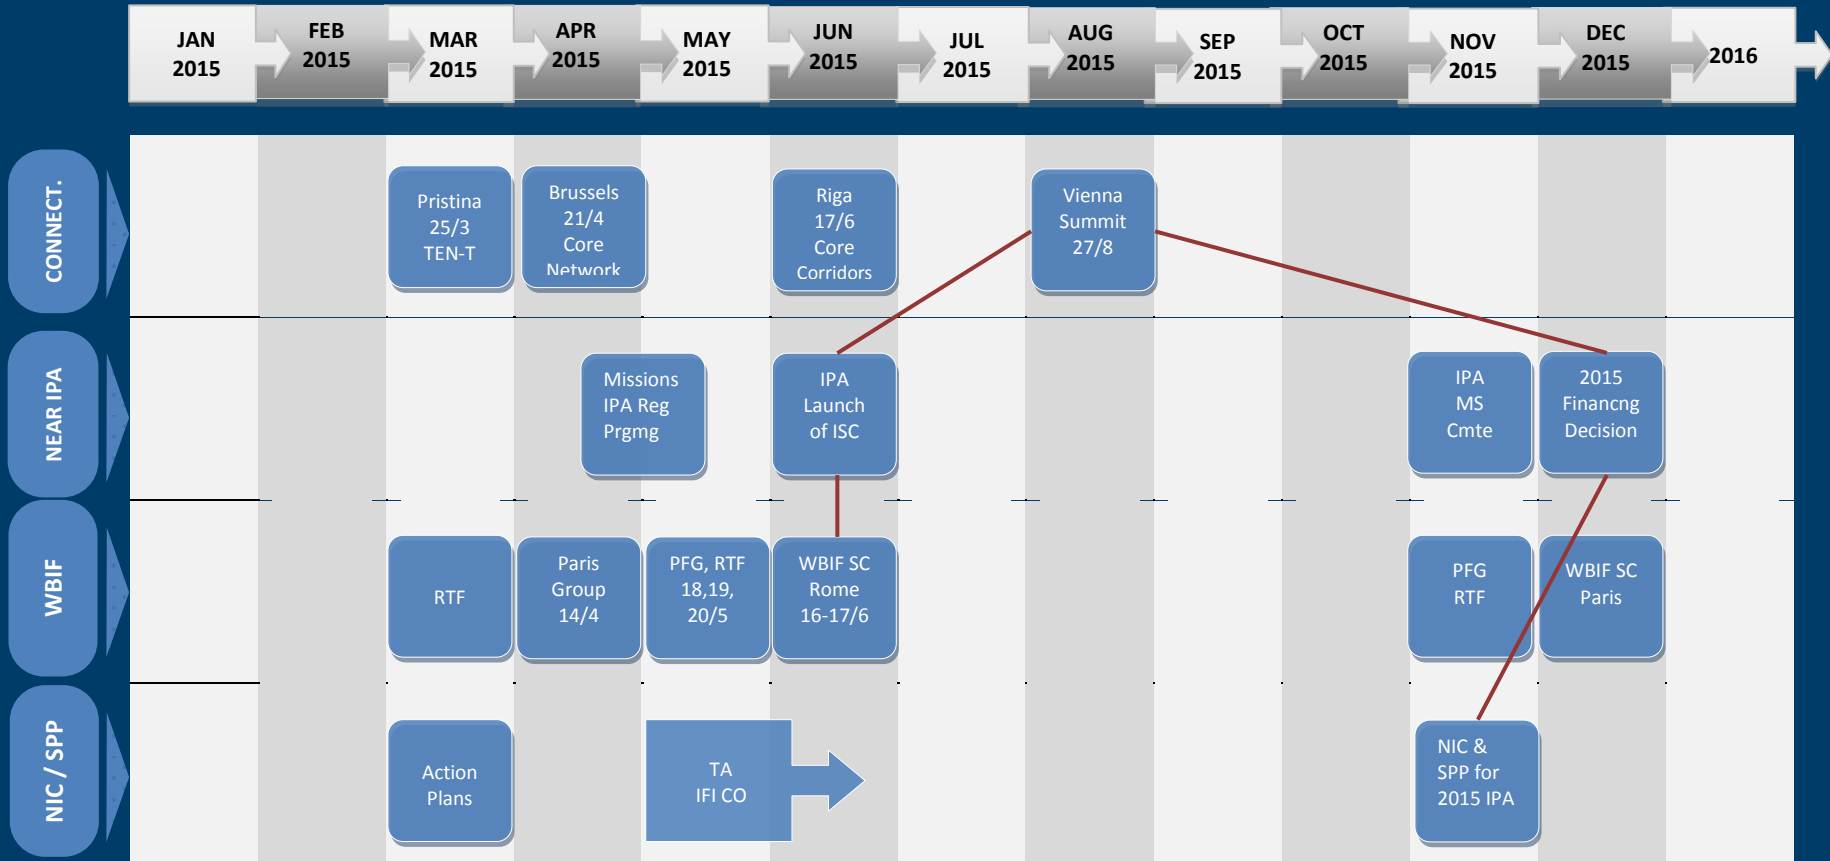 JAN
2015
FEB
2015
MAR
2015
APR
2015
MAY
2015
JUN
2015
JUL
2015
AUG
2015
SEP
2015
OCT
2015
NOV
2015
DEC
2015
2016
CONNECT.
Pristina
25/3
TEN-T
Brussels
21/4
Core
Network
Riga
17/6
Core
Corridors
Vienna
Summit
27/8
NEAR IPA
Missions
IPA Reg
Prgmg
IPA
Launch
of ISC
IPA
MS
Cmte
2015
Financng
Decision
WBIF
RTF
Paris
Group
14/4
PFG, RTF
18,19,
20/5
WBIF SC
Rome
16-17/6
PFG
RTF
WBIF SC
Paris
NIC / SPP
Action
Plans
TA
IFI CO
NIC &
SPP for
2015 IPA